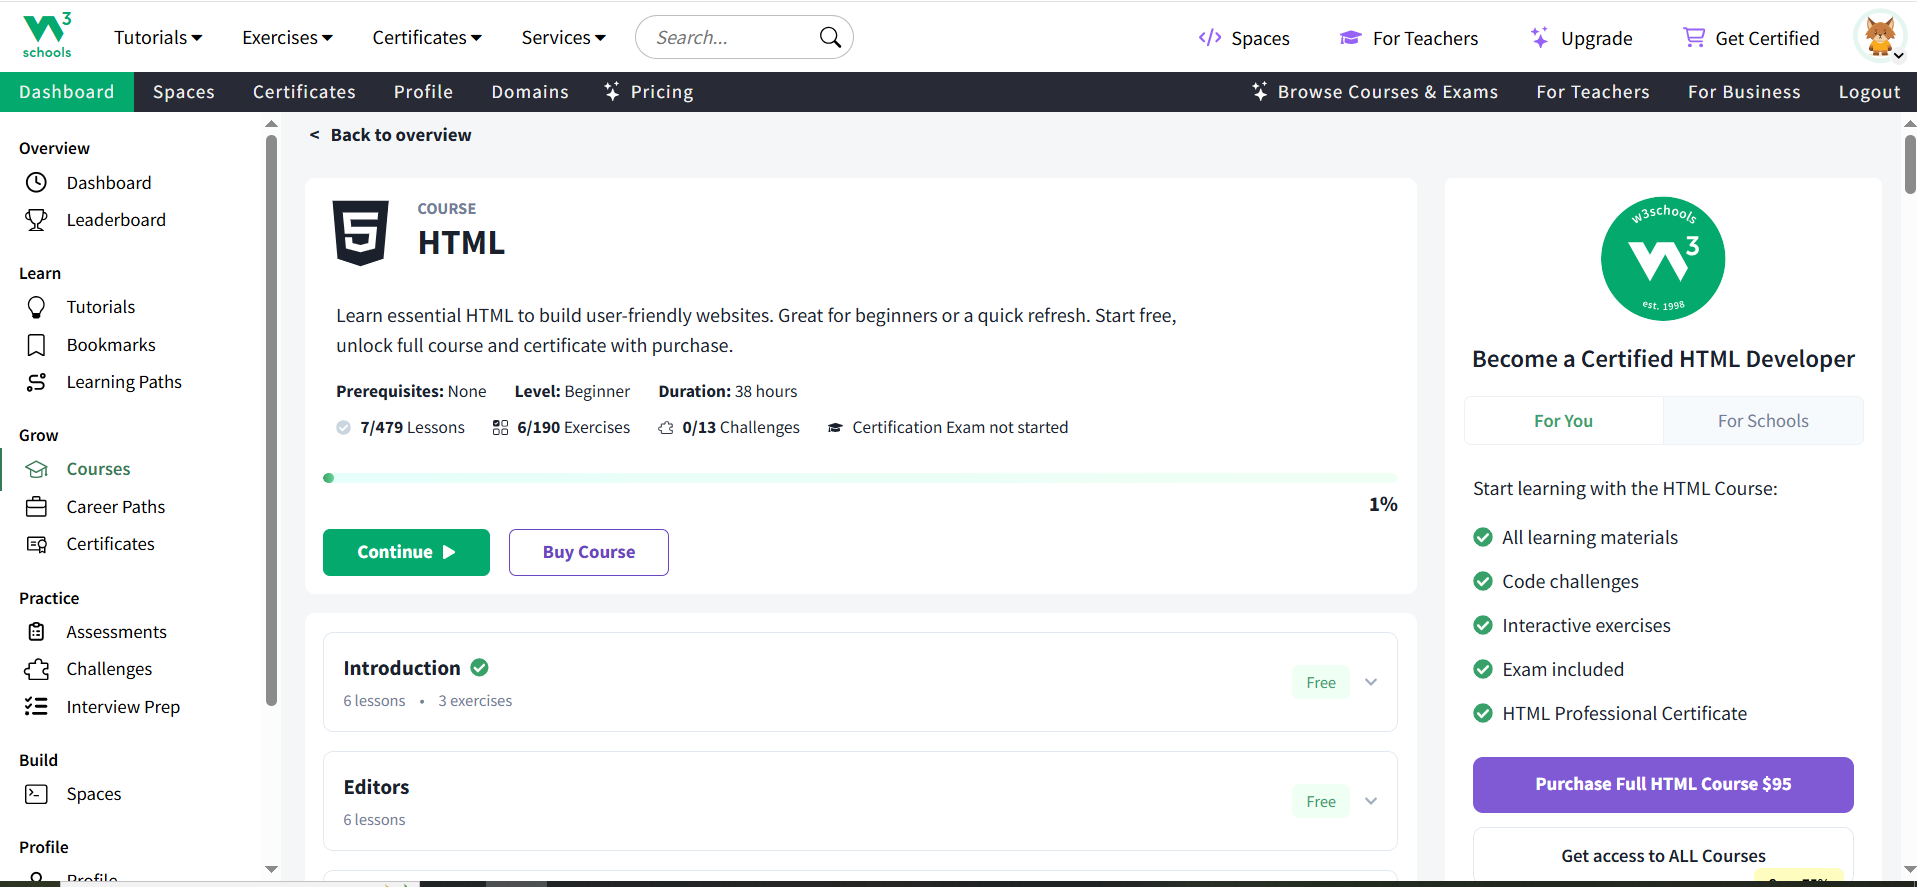 3
schools
Tutorials
Exercises
Certificates
Services
Search...
Spaces
For Teachers
Upgrade
Get Certified
Dashboard
Spaces
Certificates
Profile
Domains
Pricing
Browse Courses & Exams
For Teachers
For Business
Logout
Overview
Dashboard
Leaderboard
Learn
Tutorials
Bookmarks
Learning Paths
Grow
Courses
Career Paths
Certificates
Practice
Assessments
Challenges
Interview Prep
Build
Spaces
Profile
Profile
< Back to overview
COURSE
HTML
Learn essential HTML to build user-friendly websites. Great for beginners or a quick refresh. Start free,
unlock full course and certificate with purchase.
Prerequisites: None Level: Beginner Duration: 38 hours
7/479 Lessons 6/190 Exercises 0/13 Challenges Certification Exam not started
1%
Continue
Buy Course
Introduction
6 lessons • 3 exercises
Free
Editors
6 lessons
Free
w3schools
3
est. 1998
Become a Certified HTML Developer
For You
For Schools
Start learning with the HTML Course:
All learning materials
Code challenges
Interactive exercises
Exam included
HTML Professional Certificate
Purchase Full HTML Course $95
Get access to ALL Courses